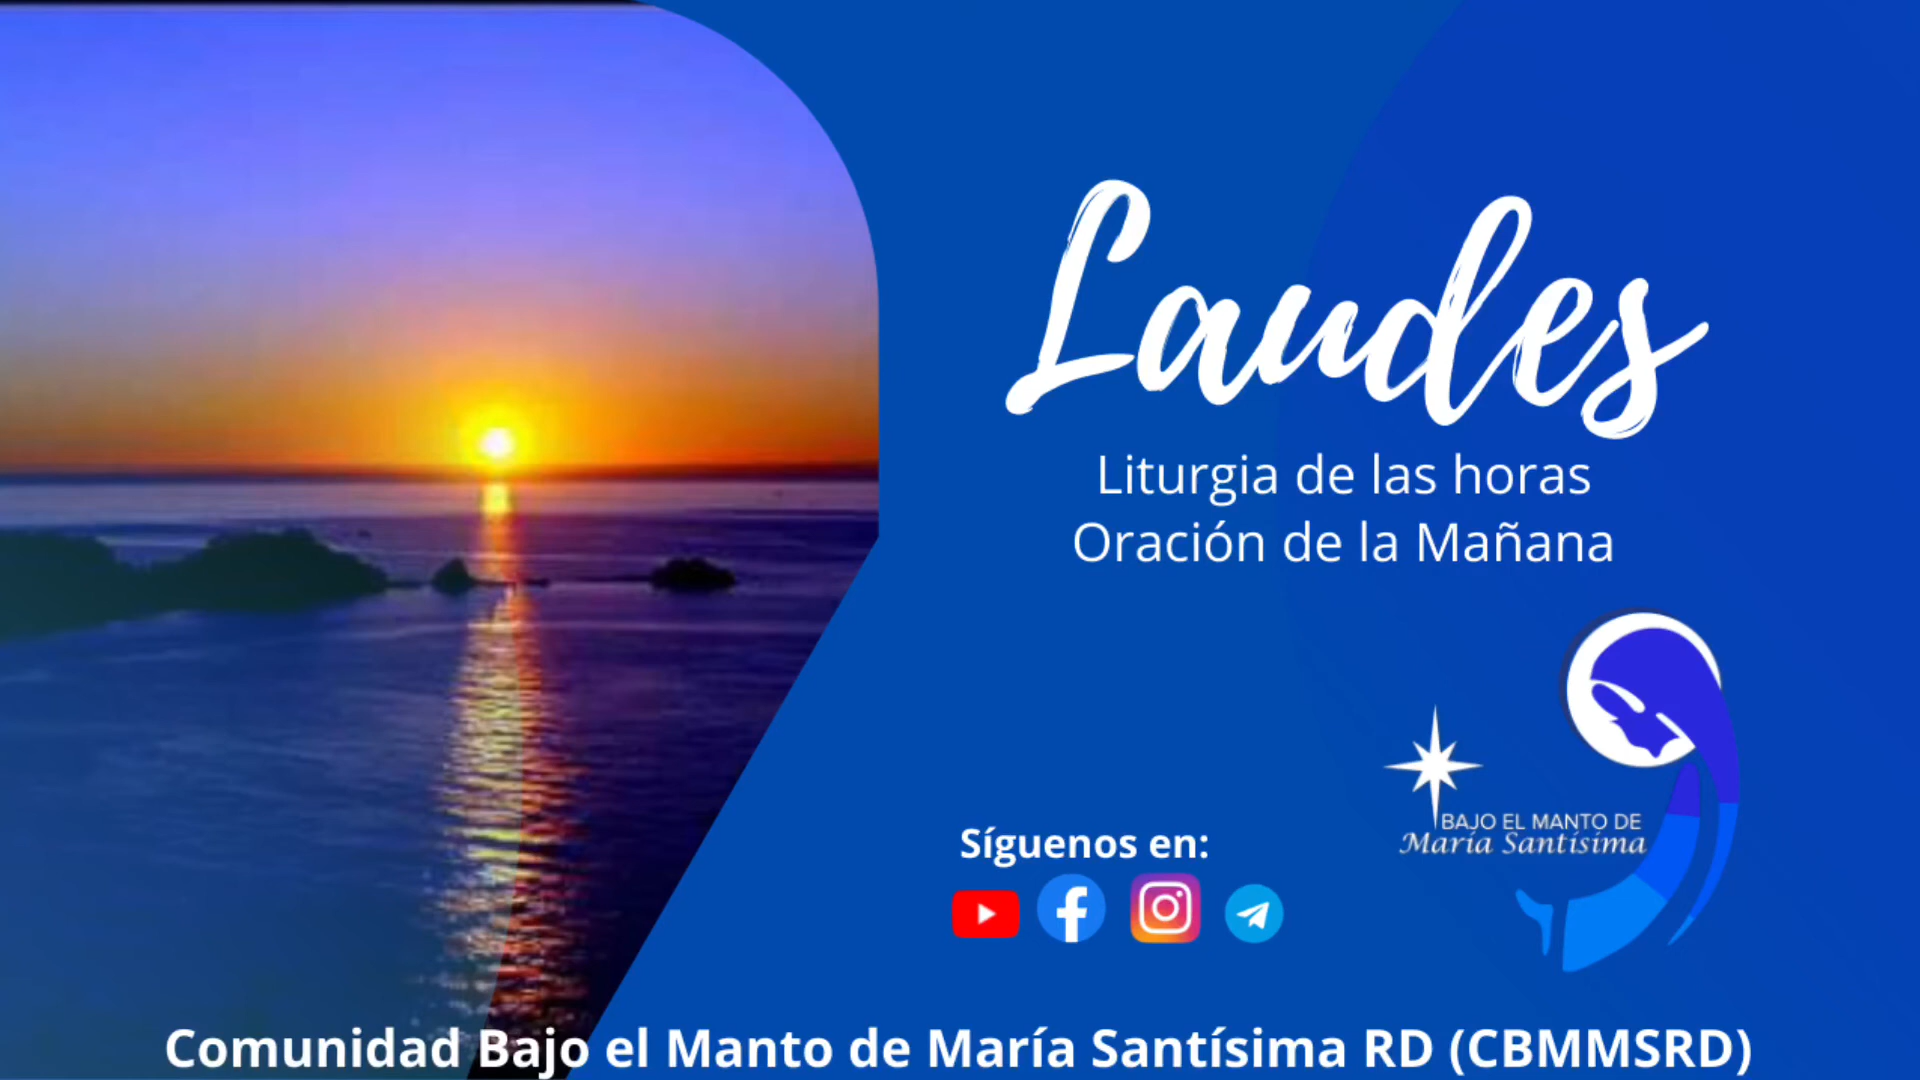 Laudes
Liturgia de las horas
Oración de la Mañana
BAJO EL MANTO DE
María Santísima
Síguenos en:
Comunidad Bajo el Manto de María Santísima RD (CBMMSRD)